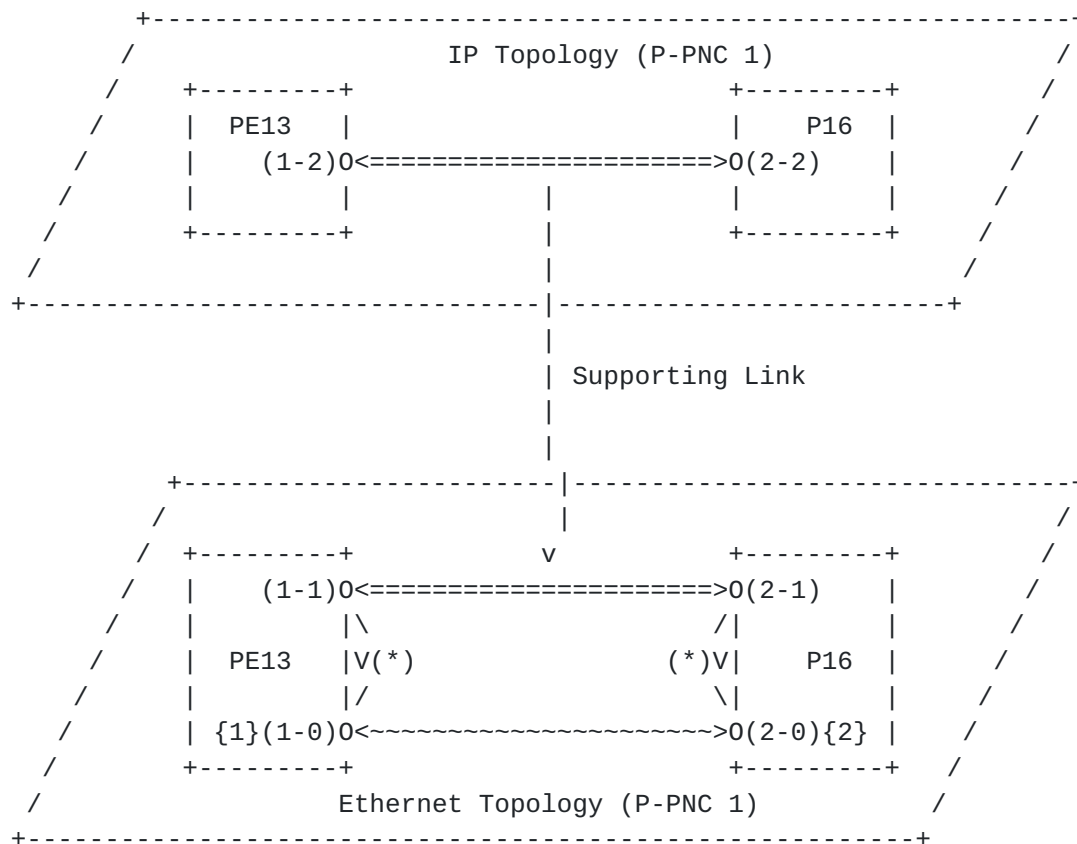 IP Topology (P-PNC 1)
PE13 P16
(1-2)O<======================>O(2-2)
Supporting Link
v
(1-1)O<======================>O(2-1)
PE13 V(*) (*)V P16
{1}(1-0)O<~~~~~~~~~~~~~~~~~~~~~~>O(2-0){2}
Ethernet Topology (P-PNC 1)